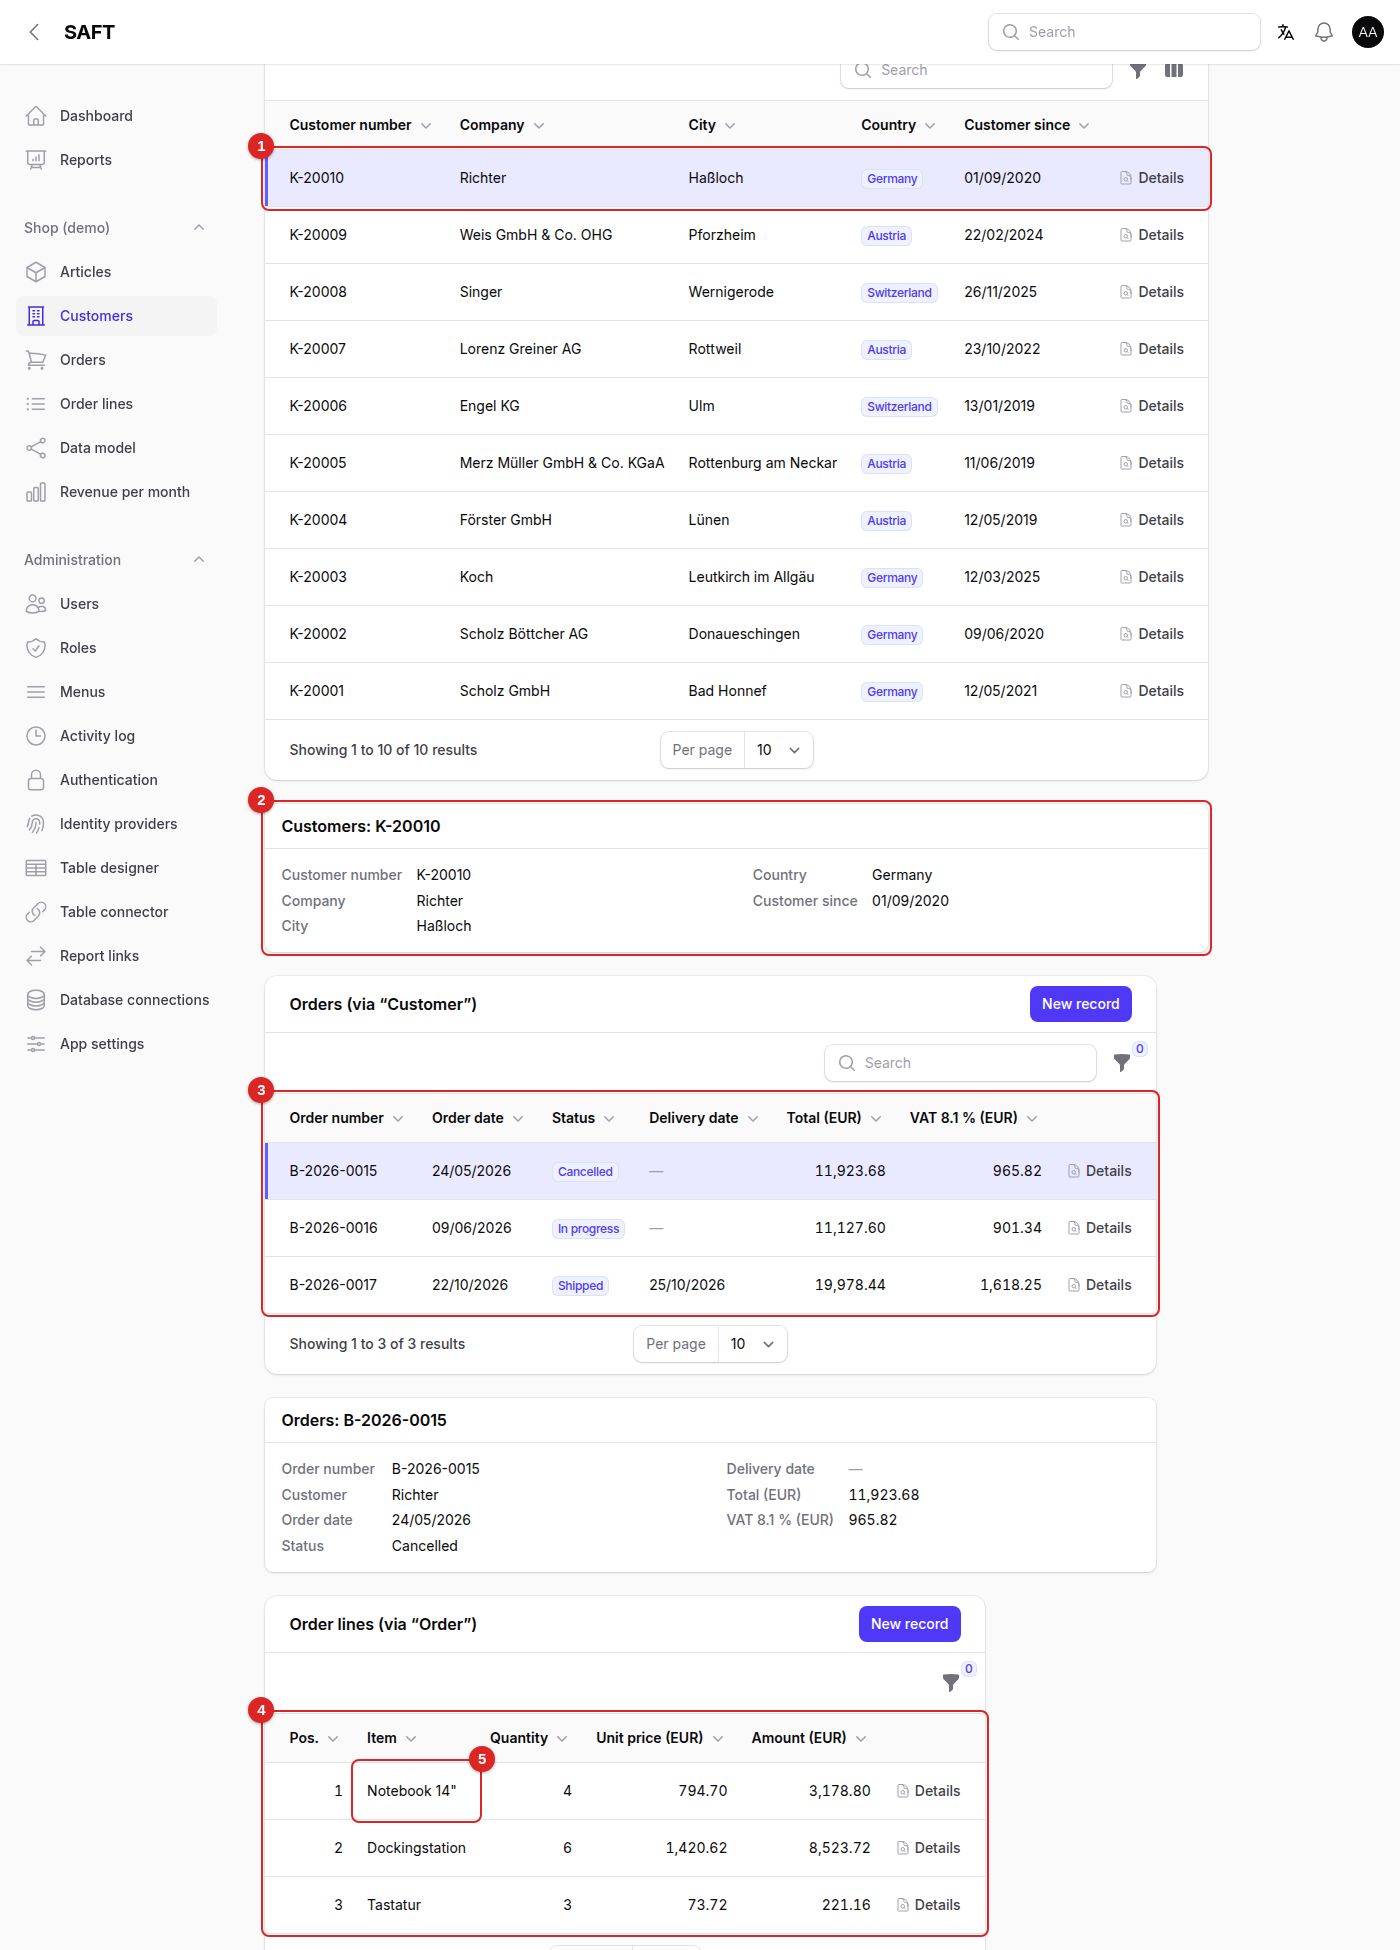 SAFT
Search
AA
Search
Dashboard
Reports
Shop (demo)
Articles
Customers
Orders
Order lines
Data model
Revenue per month
Administration
Users
Roles
Menus
Activity log
Authentication
Identity providers
Table designer
Table connector
Report links
Database connections
App settings
Customer number Company City Country Customer since
1
K-20010 Richter Haßloch Germany 01/09/2020 Details
K-20009 Weis GmbH & Co. OHG Pforzheim Austria 22/02/2024 Details
K-20008 Singer Wernigerode Switzerland 26/11/2025 Details
K-20007 Lorenz Greiner AG Rottweil Austria 23/10/2022 Details
K-20006 Engel KG Ulm Switzerland 13/01/2019 Details
K-20005 Merz Müller GmbH & Co. KGaA Rottenburg am Neckar Austria 11/06/2019 Details
K-20004 Förster GmbH Lünen Austria 12/05/2019 Details
K-20003 Koch Leutkirch im Allgäu Germany 12/03/2025 Details
K-20002 Scholz Böttcher AG Donaueschingen Germany 09/06/2020 Details
K-20001 Scholz GmbH Bad Honnef Germany 12/05/2021 Details
Showing 1 to 10 of 10 results Per page 10
2
Customers: K-20010
Customer number K-20010 Country Germany
Company Richter Customer since 01/09/2020
City Haßloch
Orders (via “Customer”) New record
Search 0
3
Order number Order date Status Delivery date Total (EUR) VAT 8.1 % (EUR)
B-2026-0015 24/05/2026 Cancelled — 11,923.68 965.82 Details
B-2026-0016 09/06/2026 In progress — 11,127.60 901.34 Details
B-2026-0017 22/10/2026 Shipped 25/10/2026 19,978.44 1,618.25 Details
Showing 1 to 3 of 3 results Per page 10
Orders: B-2026-0015
Order number B-2026-0015 Delivery date —
Customer Richter Total (EUR) 11,923.68
Order date 24/05/2026 VAT 8.1 % (EUR) 965.82
Status Cancelled
Order lines (via “Order”) New record
0
4
Pos. Item Quantity Unit price (EUR) Amount (EUR)
5
1 Notebook 14" 4 794.70 3,178.80 Details
2 Dockingstation 6 1,420.62 8,523.72 Details
3 Tastatur 3 73.72 221.16 Details